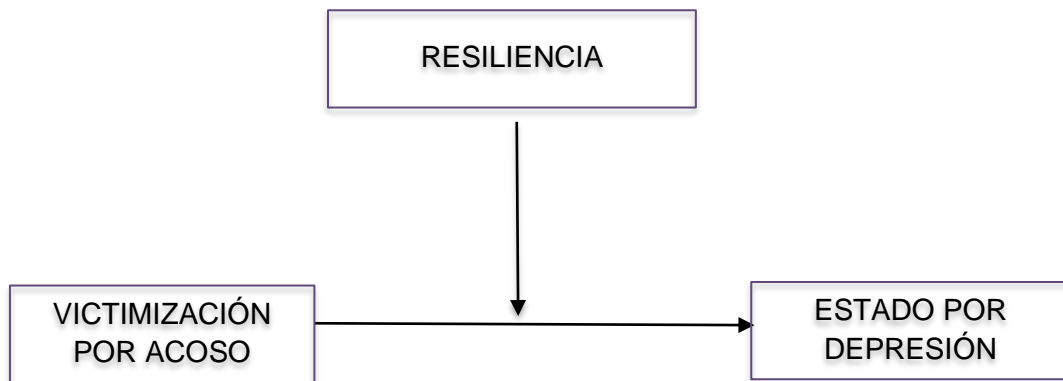 RESILIENCIA
VICTIMIZACIÓN
POR ACOSO
ESTADO POR
DEPRESIÓN